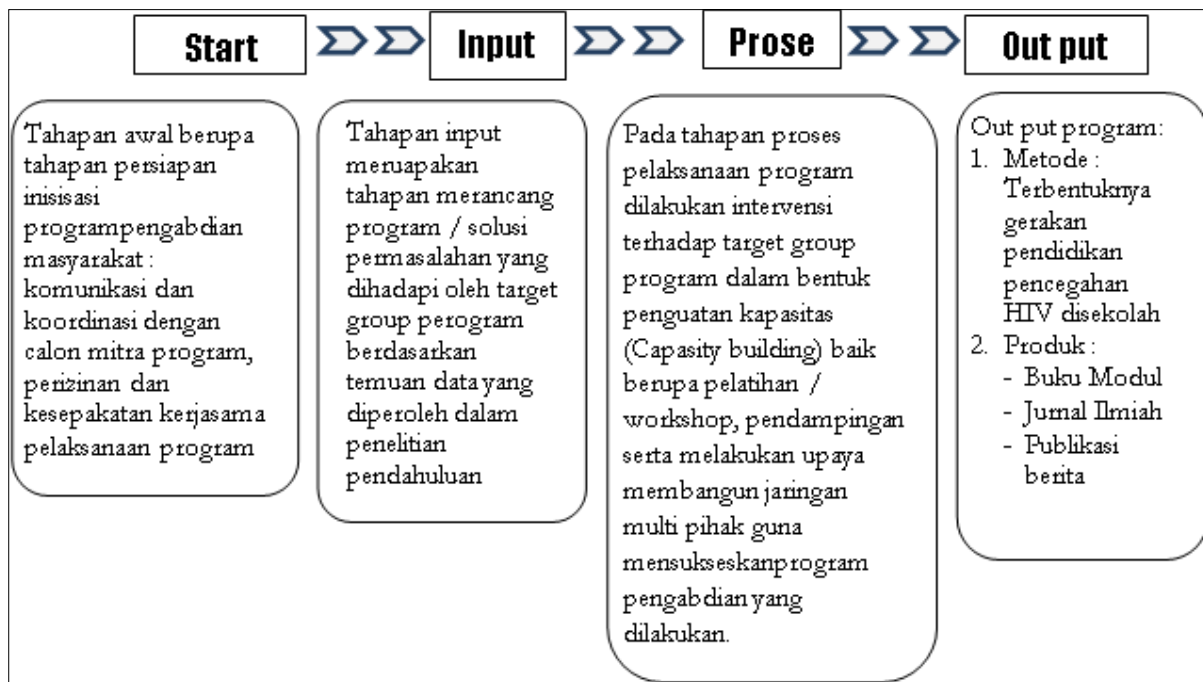 Start
Input
Prose
Out put
Tahapan awal berupa
tahapan persiapan
inisisasi
programpengabdian
masyarakat :
komunikasi dan
koordinasi dengan
calon mitra program,
perizinan dan
kesepakatan kerjasama
pelaksanaan program
Tahapan input
meruapakan
tahapan merancang
program / solusi
permasalahan yang
dihadapi oleh target
group perogram
berdasarkan
temuan data yang
diperoleh dalam
penelitian
pendahuluan
Pada tahapan proses
pelaksanaan program
dilakukan intervensi
terhadap target group
program dalam bentuk
penguatan kapasitas
(Capasity building) baik
berupa pelatihan /
workshop, pendampingan
serta melakukan upaya
membangun jaringan
multi pihak guna
mensukseskanprogram
pengabdian yang
dilakukan.
Out put program:
1. Metode :
Terbentuknya
gerakan
pendidikan
pencegahan
HIV disekolah
2. Produk :
- Buku Modul
- Jurnal Ilmiah
- Publikasi
berita